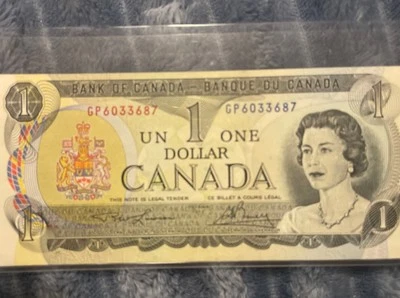 1 BANK OF CANADA — BANQUE DU CANADA 1
GP6033687 GP6033687
UN 1 ONE
DOLLAR
CANADA
THIS NOTE IS LEGAL TENDER CE BILLET A COURS LÉGAL
1 1